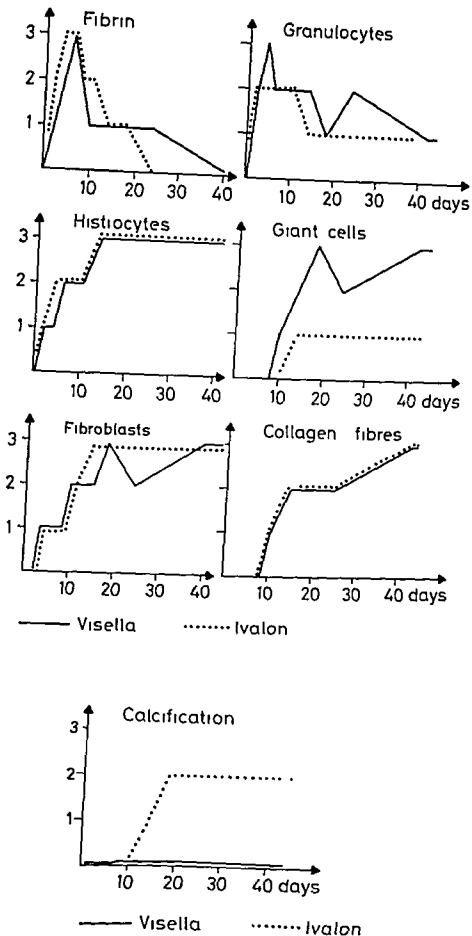 Fibrin
3
2
1
10 20 30 40
Granulocytes
10 20 30 40 days
Histiocytes
3
2
1
10 20 30 40
Giant cells
10 20 30 40 days
Fibroblasts
3
2
1
10 20 30 40
Collagen fibres
10 20 30 40 days
Visella Ivalon
Calcification
3
2
1
10 20 30 40 days
Visella Ivalon